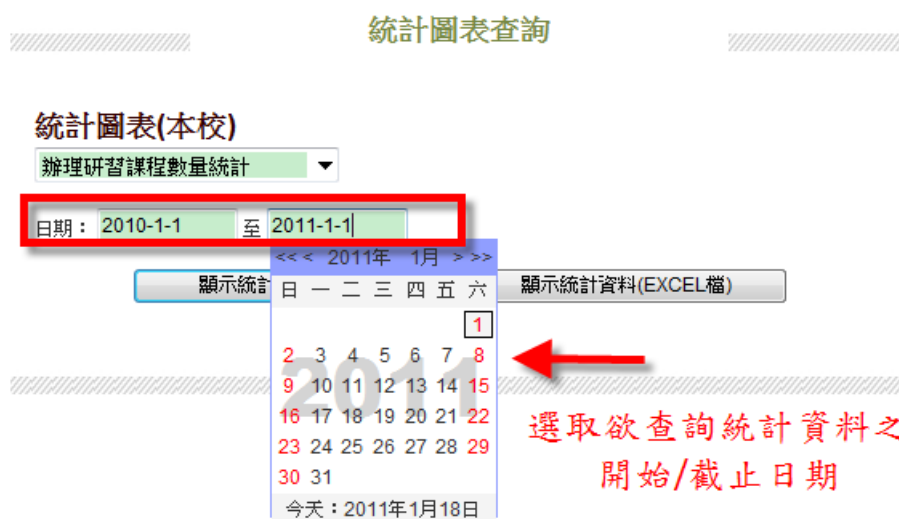 統計圖表查詢
統計圖表(本校)
辦理研習課程數量統計
日期： 2010-1-1 至 2011-1-1
<< < 2011年 1月 > >>
顯示統計 顯示統計資料(EXCEL檔)
日 一 二 三 四 五 六
1
2 3 4 5 6 7 8
9 10 11 12 13 14 15
16 17 18 19 20 21 22
23 24 25 26 27 28 29
30 31
2011
今天：2011年1月18日
選取欲查詢統計資料之
開始/截止日期